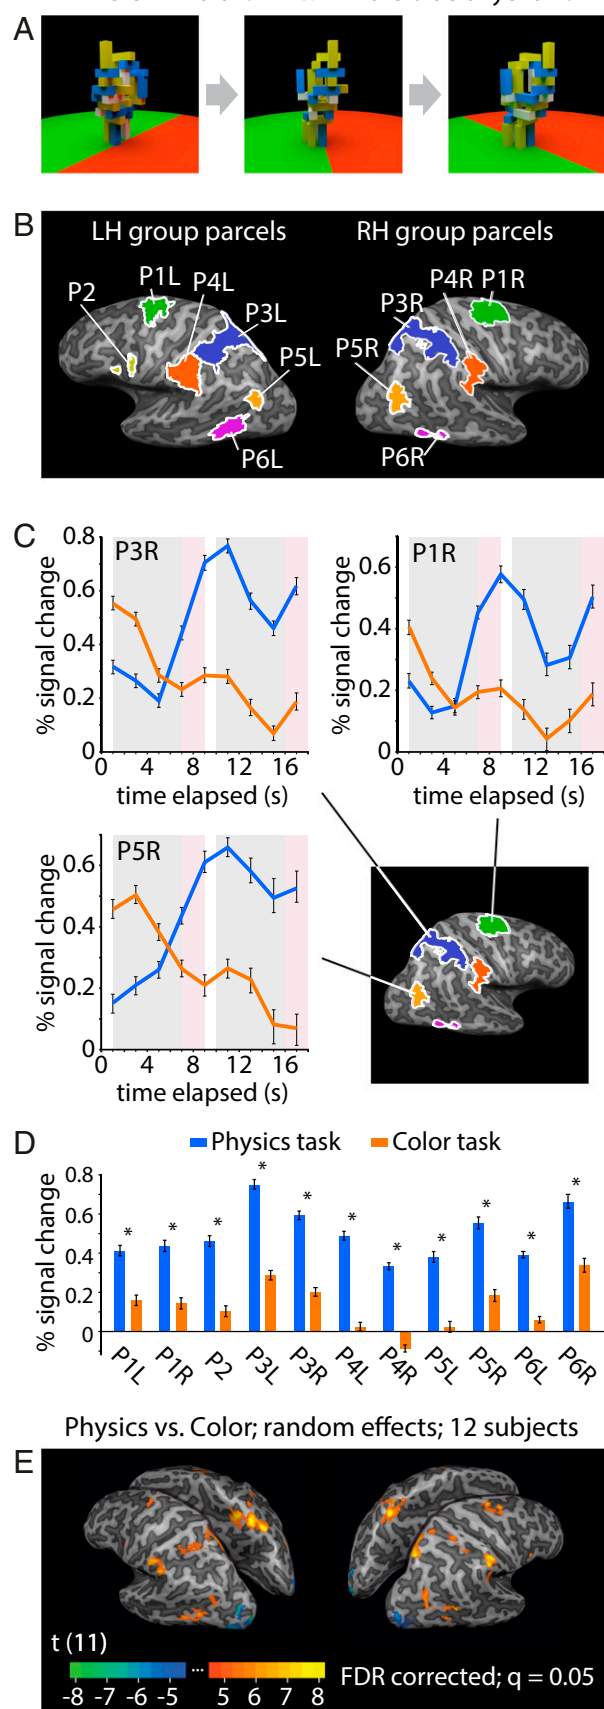 A
B
LH group parcels RH group parcels
P1L P4L P4R P1R
P2 P3L P3R
P5L P5R
P6L P6R
C
0.8
P3R
0.6
0.4
0.2
0
% signal change
0 4 8 12 16
time elapsed (s)
P1R
0.6
0.4
0.2
0
% signal change
0 4 8 12 16
time elapsed (s)
P5R
0.6
0.4
0.2
0
% signal change
0 4 8 12 16
time elapsed (s)
D
Physics task Color task
0.8
0.6
0.4
0.2
0
% signal change
* * * * * * * * * * *
P1L P1R P2 P3L P3R P4L P4R P5L P5R P6L P6R
Physics vs. Color; random effects; 12 subjects
E
t (11)
...
-8 -7 -6 -5 5 6 7 8
FDR corrected; q = 0.05